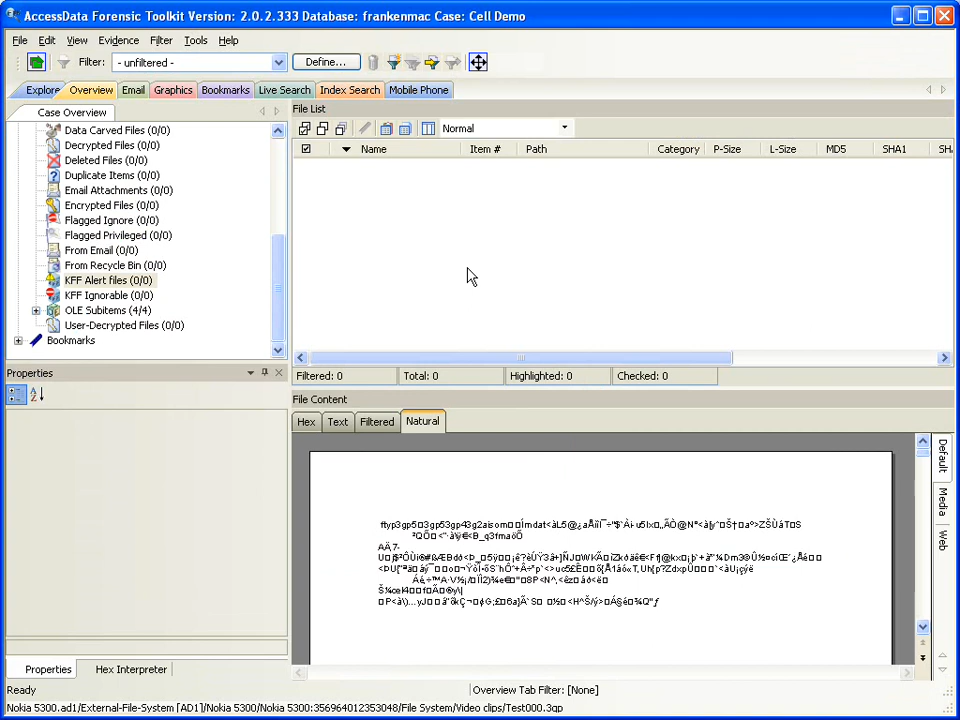 AccessData Forensic Toolkit Version: 2.0.2.333 Database: frankenmac Case: Cell Demo
File Edit View Evidence Filter Tools Help
Filter: - unfiltered - Define...
Explore Overview Email Graphics Bookmarks Live Search Index Search Mobile Phone
Case Overview
Data Carved Files (0/0)
Decrypted Files (0/0)
Deleted Files (0/0)
Duplicate Items (0/0)
Email Attachments (0/0)
Encrypted Files (0/0)
Flagged Ignore (0/0)
Flagged Privileged (0/0)
From Email (0/0)
From Recycle Bin (0/0)
KFF Alert files (0/0)
KFF Ignorable (0/0)
OLE Subitems (4/4)
User-Decrypted Files (0/0)
Bookmarks
File List
Normal
Name Item # Path Category P-Size L-Size MD5 SHA1
Filtered: 0 Total: 0 Highlighted: 0 Checked: 0
Properties
File Content
Hex Text Filtered Natural
Default
Media
Web
Properties Hex Interpreter
Ready Overview Tab Filter: [None]
Nokia 5300.ad1/External-File-System [AD1]/Nokia 5300/Nokia 5300:356964012353048/File System/Video clips/Test000.3gp